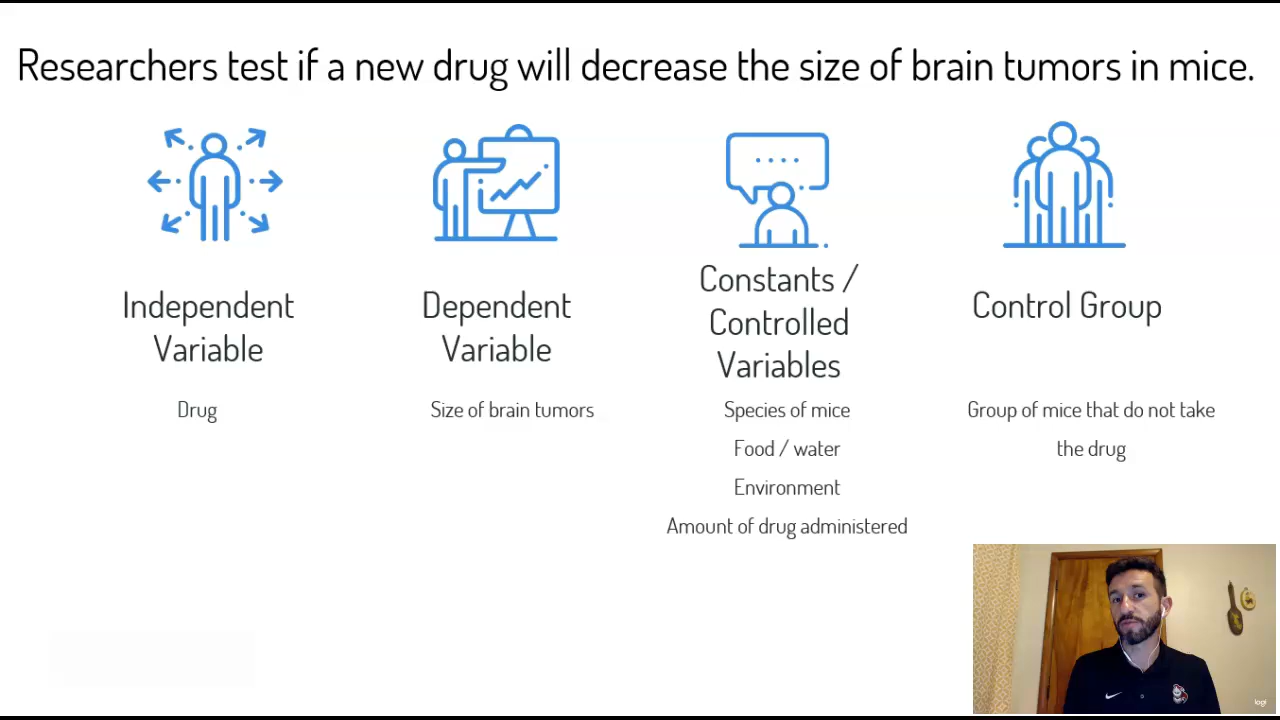 Researchers test if a new drug will decrease the size of brain tumors in mice.
Independent
Variable
Drug
Dependent
Variable
Size of brain tumors
Constants /
Controlled
Variables
Species of mice
Food / water
Environment
Amount of drug administered
Control Group
Group of mice that do not take
the drug
logi